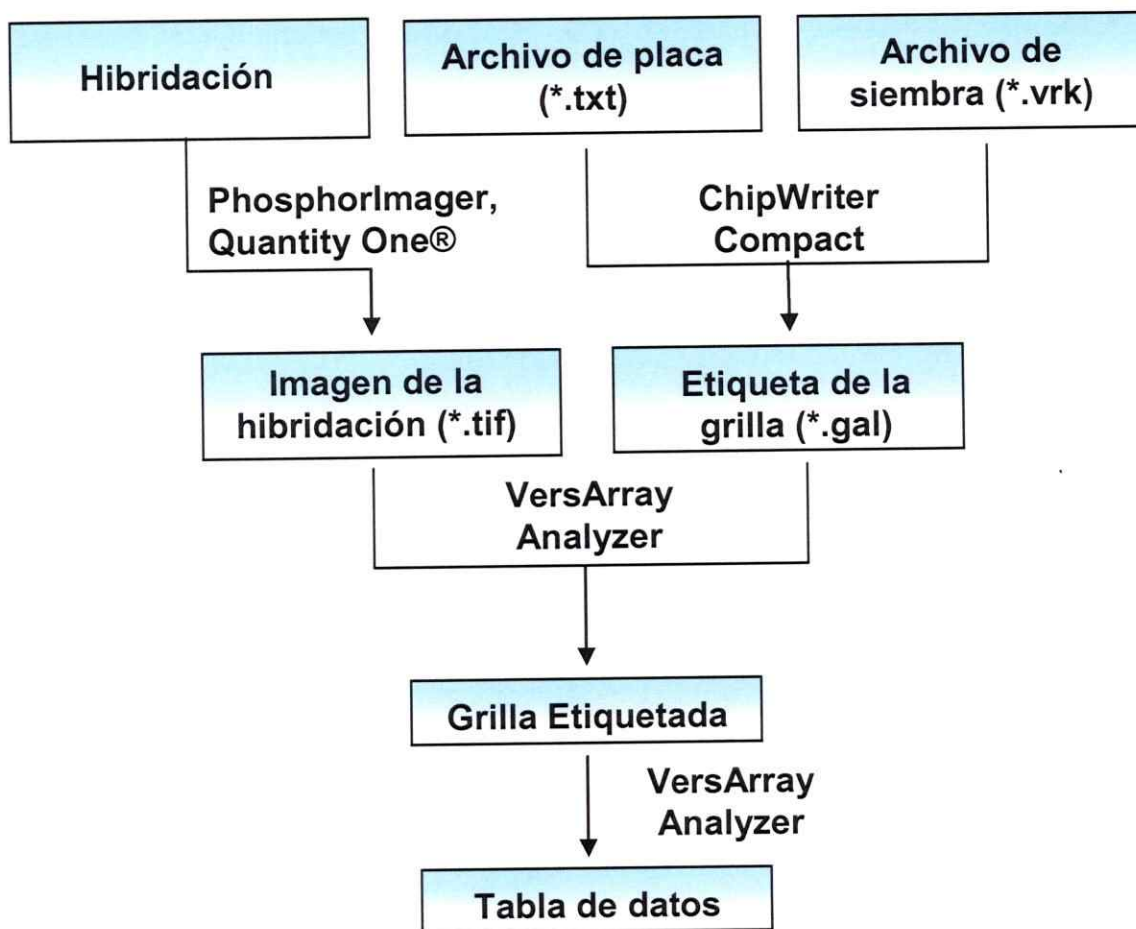 Hibridación
Archivo de placa
(*.txt)
Archivo de
siembra (*.vrk)
PhosphorImager,
Quantity One®
ChipWriter
Compact
Imagen de la
hibridación (*.tif)
Etiqueta de la
grilla (*.gal)
VersArray
Analyzer
Grilla Etiquetada
VersArray
Analyzer
Tabla de datos